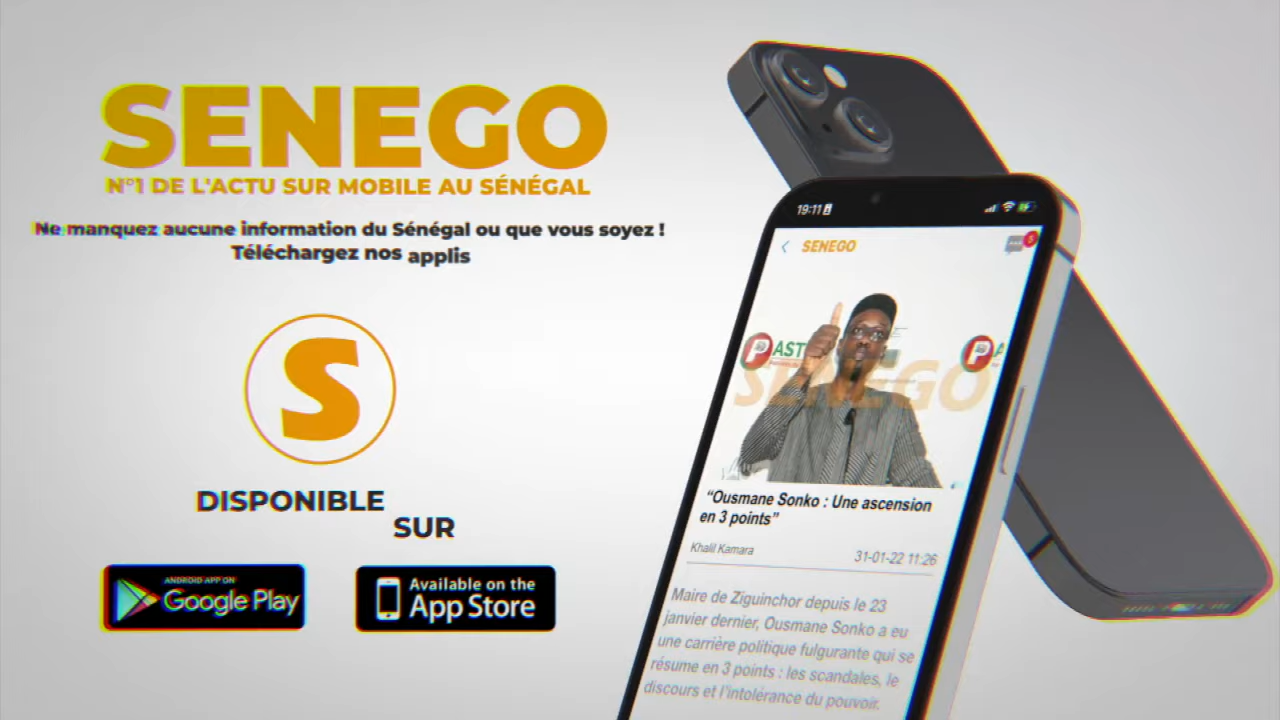 SENEGO
N°1 DE L'ACTU SUR MOBILE AU SÉNÉGAL
Ne manquez aucune information du Sénégal ou que vous soyez !
Téléchargez nos applis
S
DISPONIBLE
SUR
ANDROID APP ON
Google Play
Available on the
App Store
19:11
SENEGO
PAST
PA
SENEGO
“Ousmane Sonko : Une ascension
en 3 points”
Khalil Kamara
31-01-22 11:26
Maire de Ziguinchor depuis le 23
janvier dernier, Ousmane Sonko a eu
une carrière politique fulgurante qui se
résume en 3 points : les scandales, le
discours et l'intolérance du pouvoir.